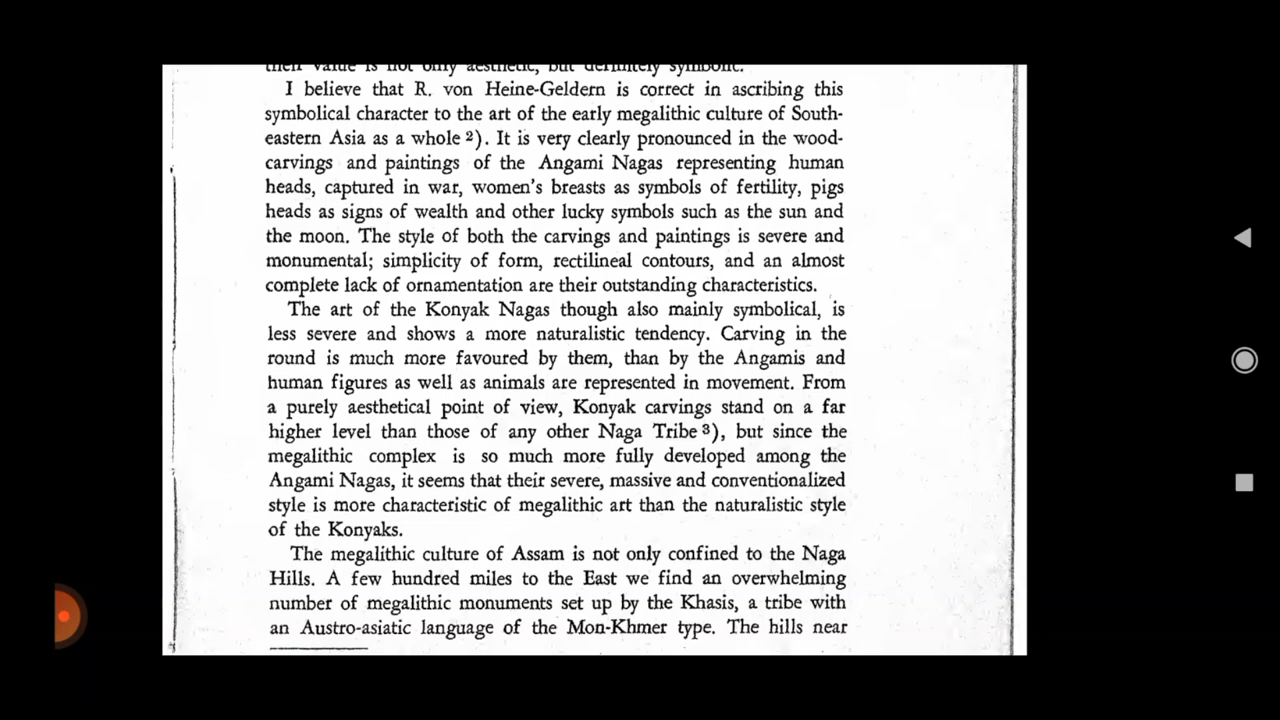 their value is not only aesthetic, but definitely symbolic.
I believe that R. von Heine-Geldern is correct in ascribing this
symbolical character to the art of the early megalithic culture of South-
eastern Asia as a whole 2). It is very clearly pronounced in the wood-
carvings and paintings of the Angami Nagas representing human
heads, captured in war, women's breasts as symbols of fertility, pigs
heads as signs of wealth and other lucky symbols such as the sun and
the moon. The style of both the carvings and paintings is severe and
monumental; simplicity of form, rectilineal contours, and an almost
complete lack of ornamentation are their outstanding characteristics.
The art of the Konyak Nagas though also mainly symbolical, is
less severe and shows a more naturalistic tendency. Carving in the
round is much more favoured by them, than by the Angamis and
human figures as well as animals are represented in movement. From
a purely aesthetical point of view, Konyak carvings stand on a far
higher level than those of any other Naga Tribe 3), but since the
megalithic complex is so much more fully developed among the
Angami Nagas, it seems that their severe, massive and conventionalized
style is more characteristic of megalithic art than the naturalistic style
of the Konyaks.
The megalithic culture of Assam is not only confined to the Naga
Hills. A few hundred miles to the East we find an overwhelming
number of megalithic monuments set up by the Khasis, a tribe with
an Austro-asiatic language of the Mon-Khmer type. The hills near